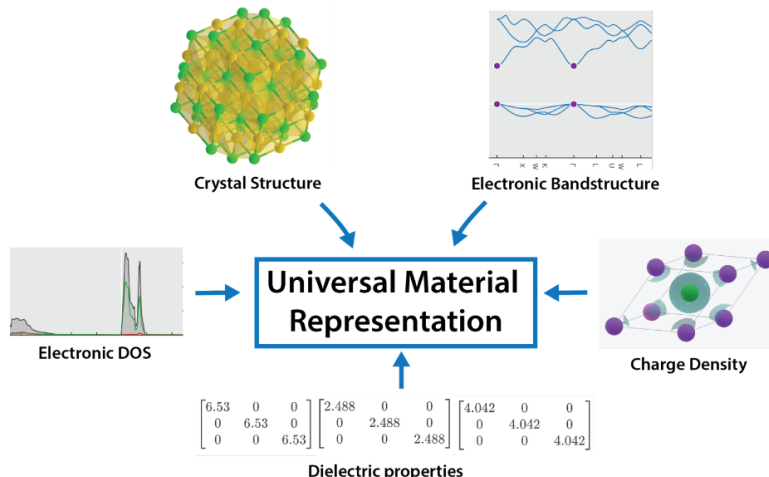 Crystal Structure
Γ X W K Γ L U W L
Electronic Bandstructure
Electronic DOS
Universal Material
Representation
Charge Density
6.53 0 0
0 6.53 0
0 0 6.53
2.488 0 0
0 2.488 0
0 0 2.488
4.042 0 0
0 4.042 0
0 0 4.042
Dielectric properties